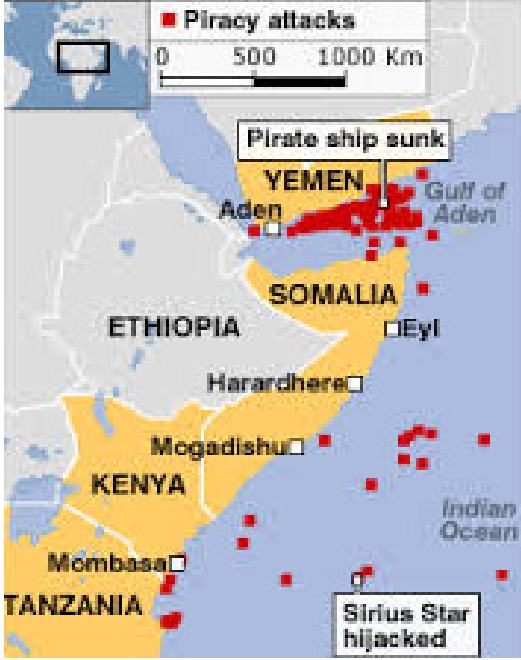 Piracy attacks
0 500 1000 Km
Pirate ship sunk
YEMEN
Gulf of
Aden
Aden
SOMALIA
ETHIOPIA
Eyl
Harardhere
Mogadishu
KENYA
Indian
Ocean
Mombasa
TANZANIA
Sirius Star
hijacked